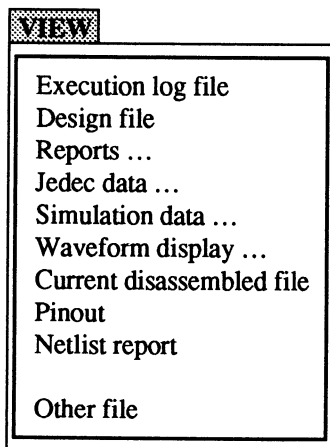 VIEW
Execution log file
Design file
Reports ...
Jedec data ...
Simulation data ...
Waveform display ...
Current disassembled file
Pinout
Netlist report
Other file